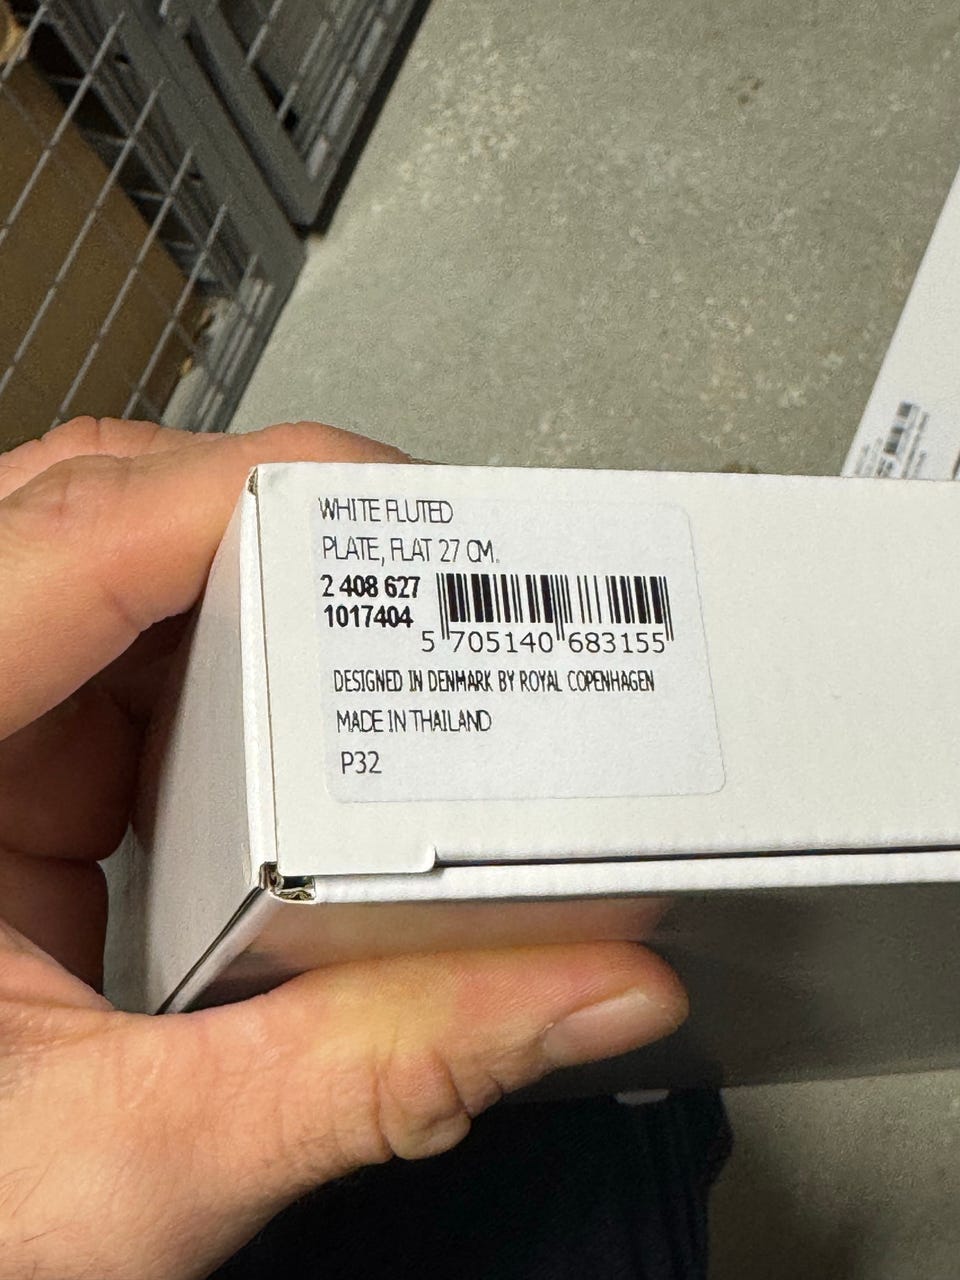 WHITE FLUTED
PLATE, FLAT 27 CM.
2 408 627
1017404
5 705140 683155
DESIGNED IN DENMARK BY ROYAL COPENHAGEN
MADE IN THAILAND
P32